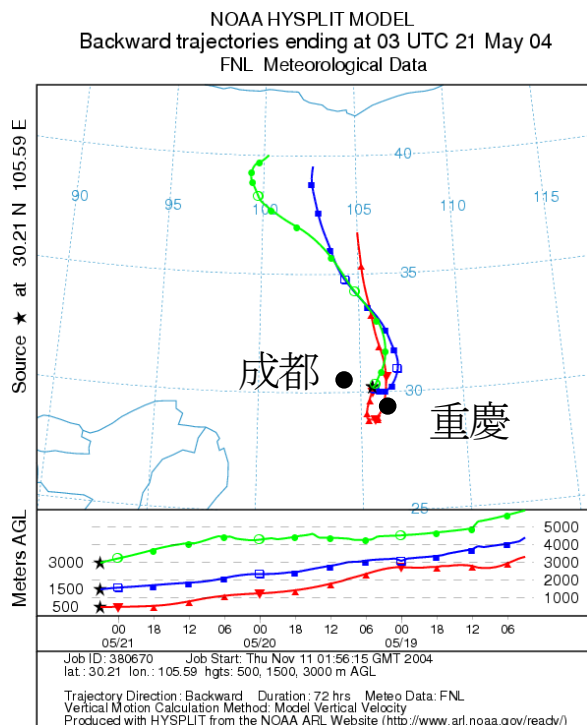 NOAA HYSPLIT MODEL
Backward trajectories ending at 03 UTC 21 May 04
FNL Meteorological Data
Source ★ at 30.21 N 105.59 E
40
90
115
95
100
110
105
35
成都
30
重慶
25
Meters AGL
5000
4000
3000
3000
2000
1500
1000
500
00 18 12 06 00 18 12 06 00 18 12 06
05/21 05/20 05/19
Job ID: 380670 Job Start: Thu Nov 11 01:56:15 GMT 2004
lat.: 30.21 lon.: 105.59 hgts: 500, 1500, 3000 m AGL
Trajectory Direction: Backward Duration: 72 hrs Meteo Data: FNL
Vertical Motion Calculation Method: Model Vertical Velocity
Produced with HYSPLIT from the NOAA ARL Website (http://www.arl.noaa.gov/ready/)